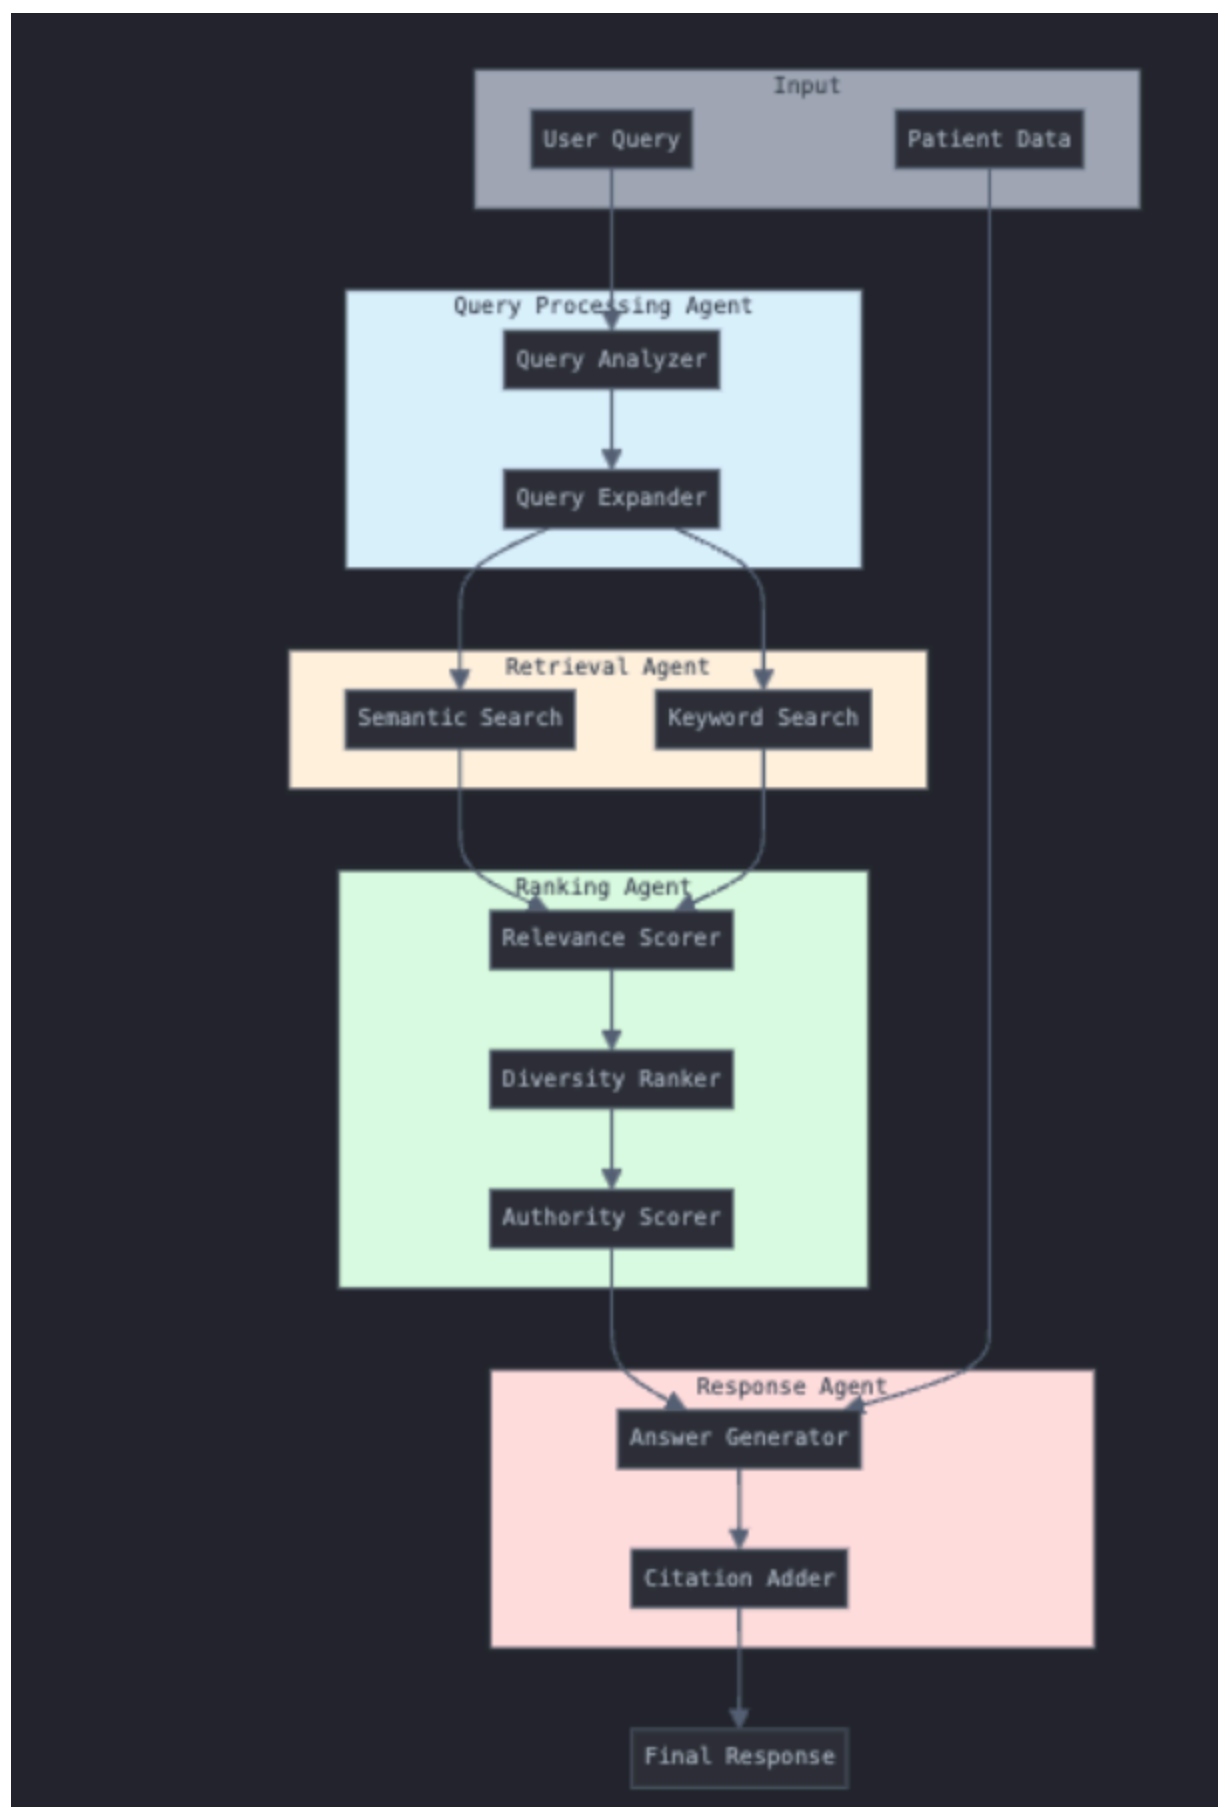 Input
User Query
Patient Data
Query Processing Agent
Query Analyzer
Query Expander
Retrieval Agent
Semantic Search
Keyword Search
Ranking Agent
Relevance Scorer
Diversity Ranker
Authority Scorer
Response Agent
Answer Generator
Citation Adder
Final Response